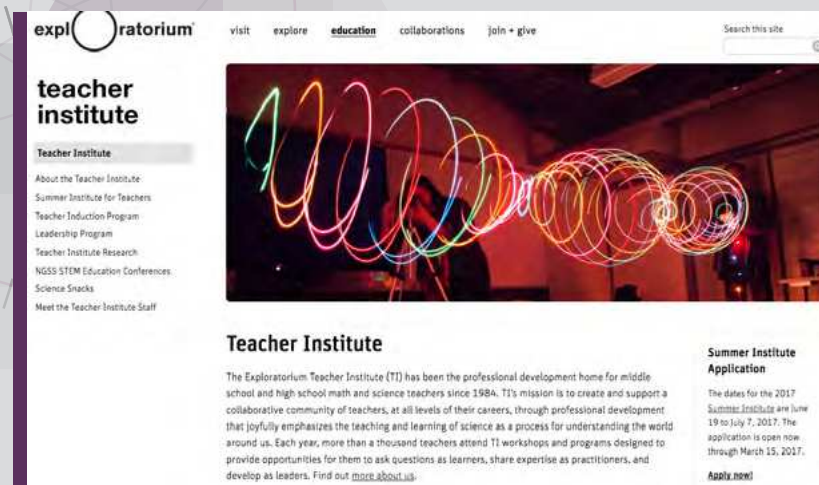 expl()ratorium
visit explore education collaborations join + give
Search this site
teacher
institute
Teacher Institute
About the Teacher Institute
Summer Institute for Teachers
Teacher Induction Program
Leadership Program
Teacher Institute Research
NGSS STEM Education Conferences
Science Snacks
Meet the Teacher Institute Staff
Teacher Institute
The Exploratorium Teacher Institute (TI) has been the professional development home for middle
school and high school math and science teachers since 1984. TI's mission is to create and support a
collaborative community of teachers, at all levels of their careers, through professional development
that joyfully emphasizes the teaching and learning of science as a process for understanding the world
around us. Each year, more than a thousand teachers attend TI workshops and programs designed to
provide opportunities for them to ask questions as learners, share expertise as practitioners, and
develop as leaders. Find out more about us.
Summer Institute
Application
The dates for the 2017
Summer Institute are June
19 to July 7, 2017. The
application is open now
through March 15, 2017.
Apply now!